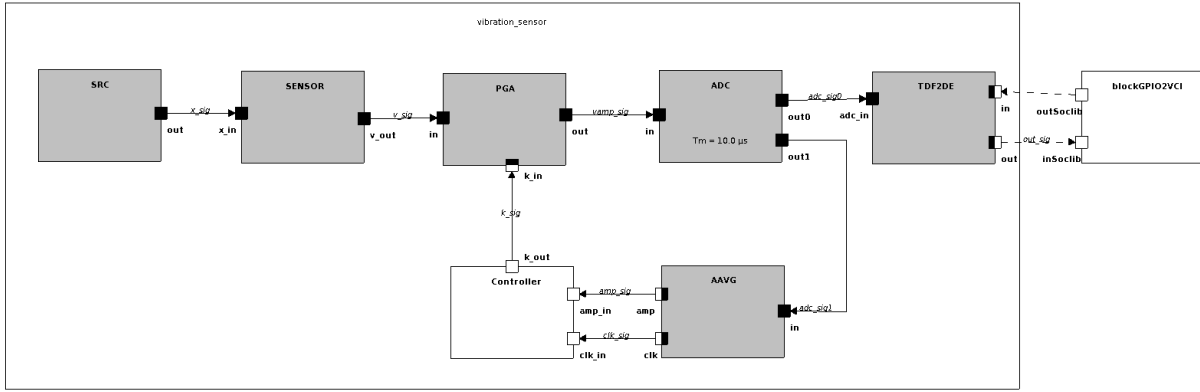 vibration_sensor
SRC
SENSOR
PGA
ADC
TDF2DE
blockGPIO2VCI
x_sig
v_sig
vamp_sig
adc_sig0
out
x_in
v_out
in
out
in
out0
adc_in
in
outSoclib
Tm = 10.0 µs
out1
out_sig
out
inSoclib
k_in
k_sig
k_out
Controller
AAVG
amp_sig
amp_in
amp
adc_sig1
in
clk_sig
clk_in
clk